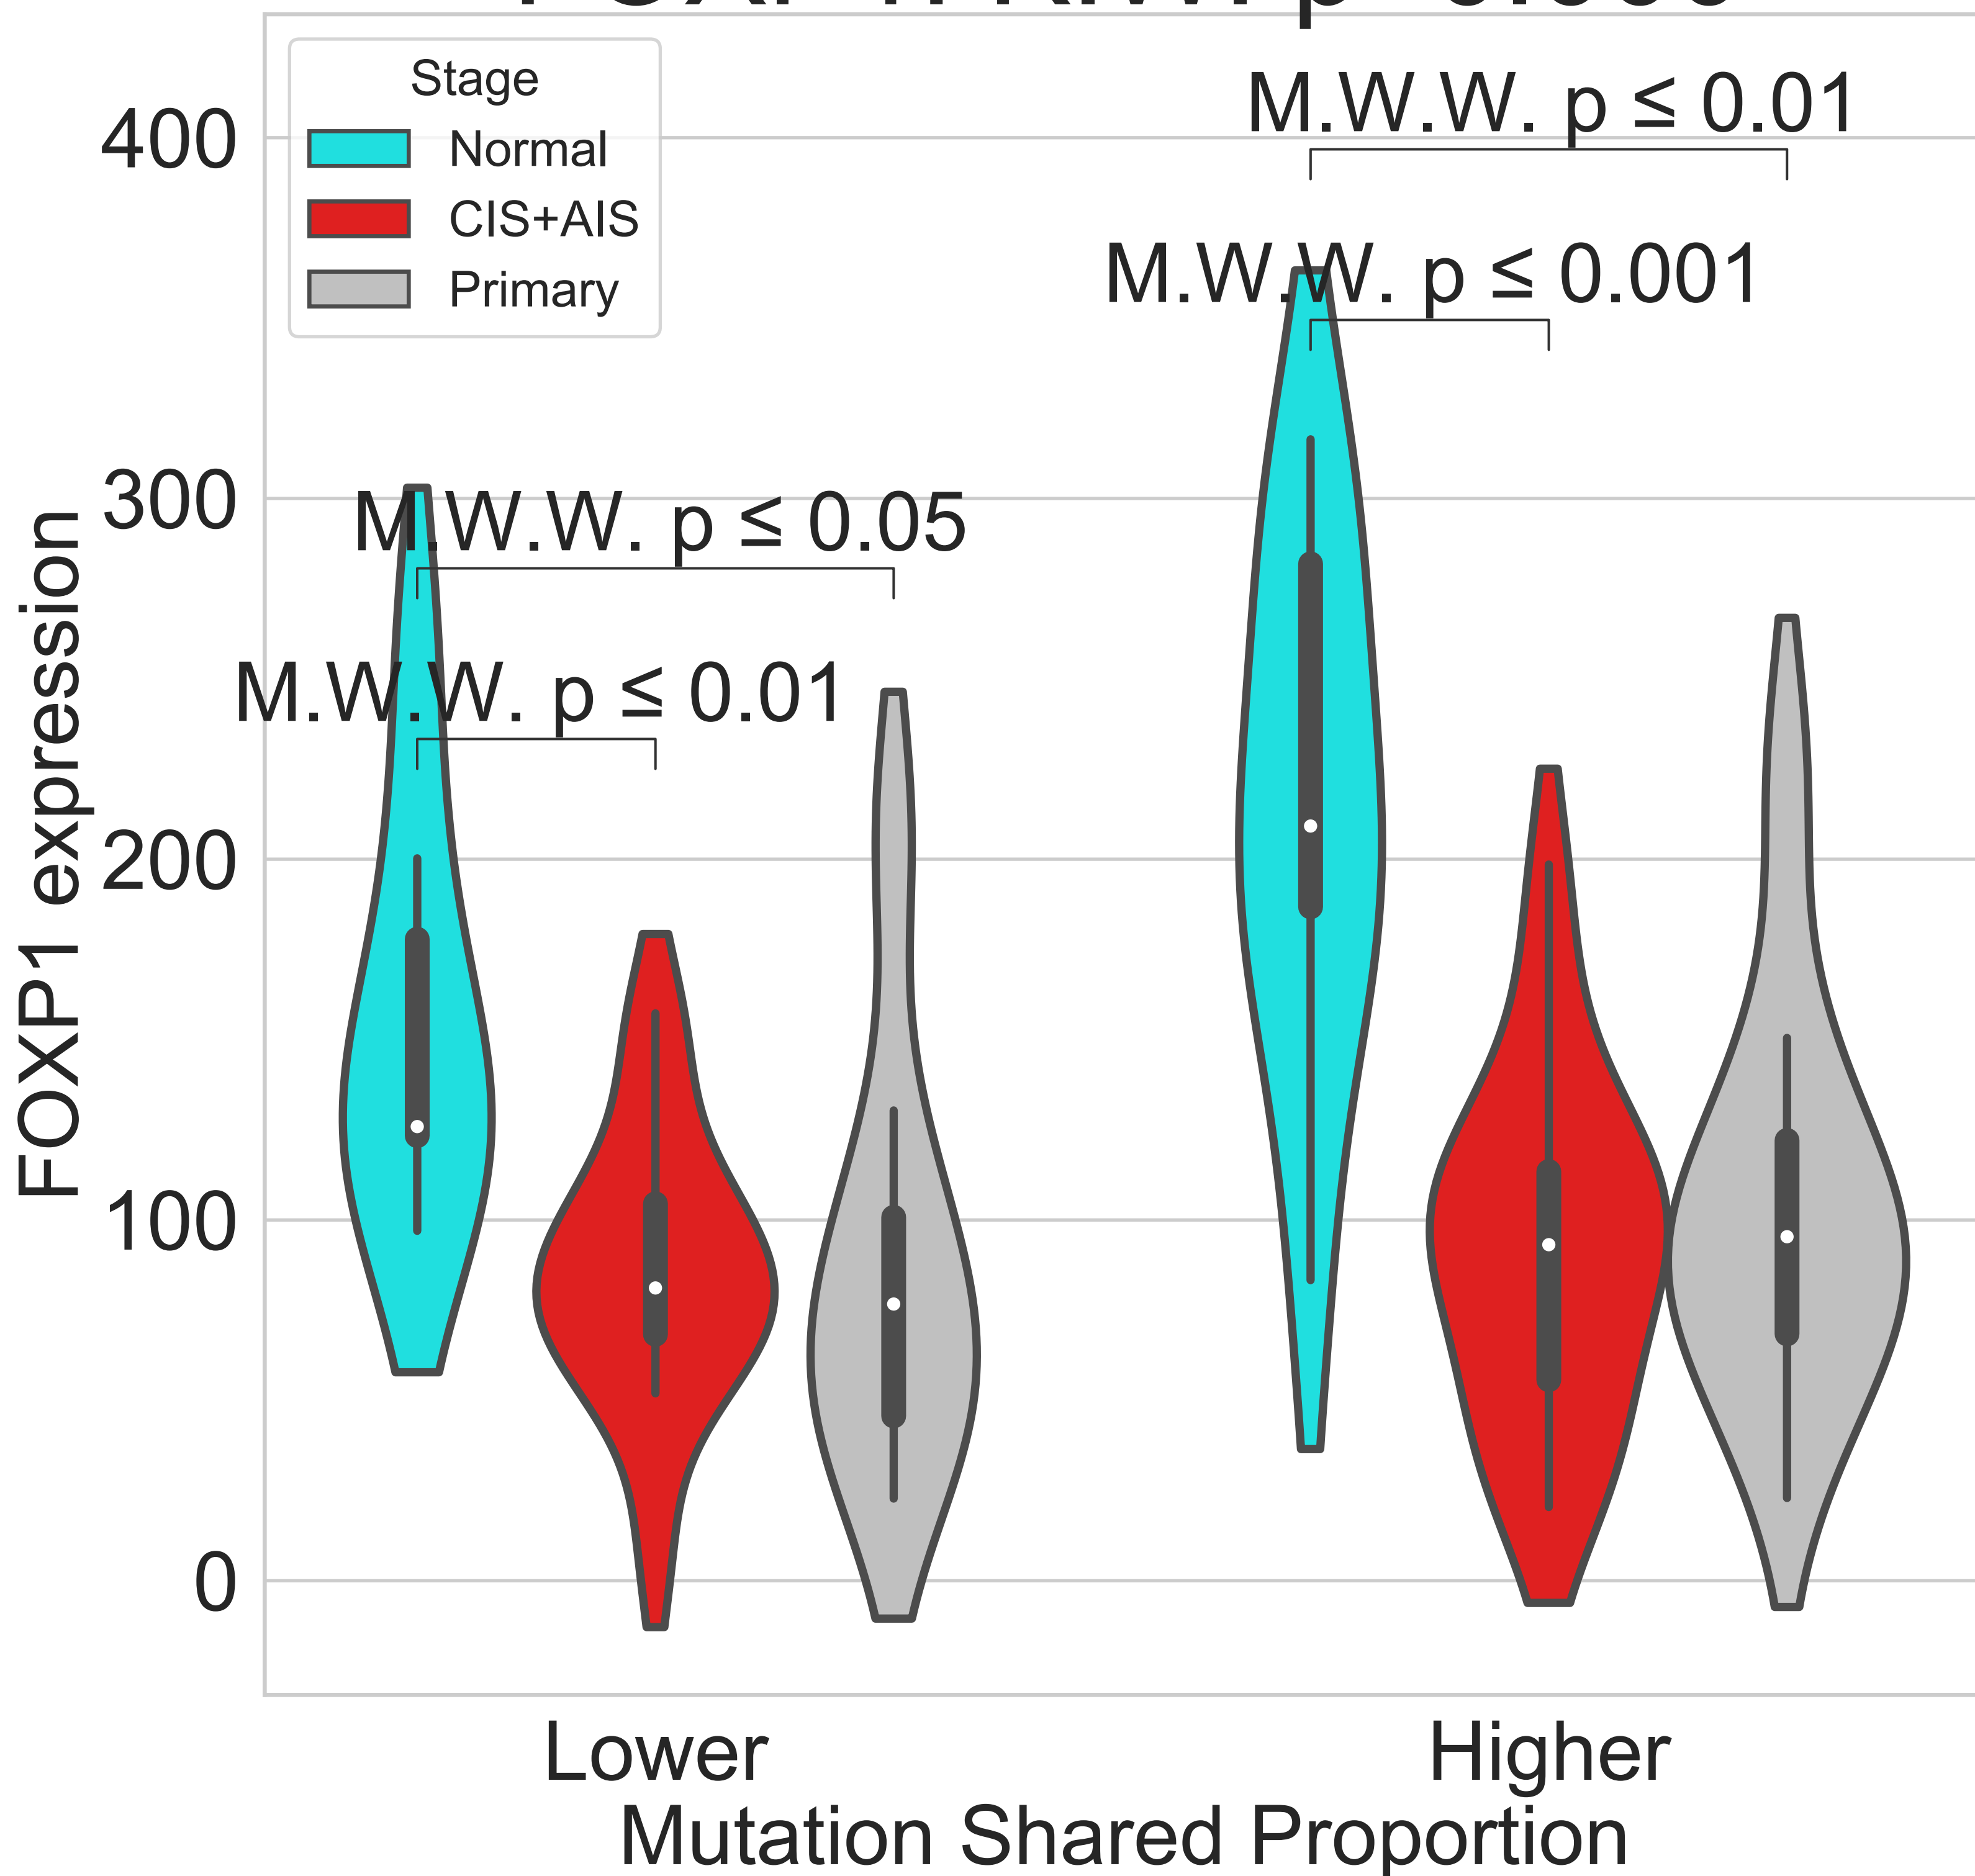 Stage
Normal
CIS+AIS
Primary
M.W.W. p ≤ 0.01
M.W.W. p ≤ 0.001
M.W.W. p ≤ 0.05
M.W.W. p ≤ 0.01
400
300
200
100
0
FOXP1 expression
Lower
Higher
Mutation Shared Proportion